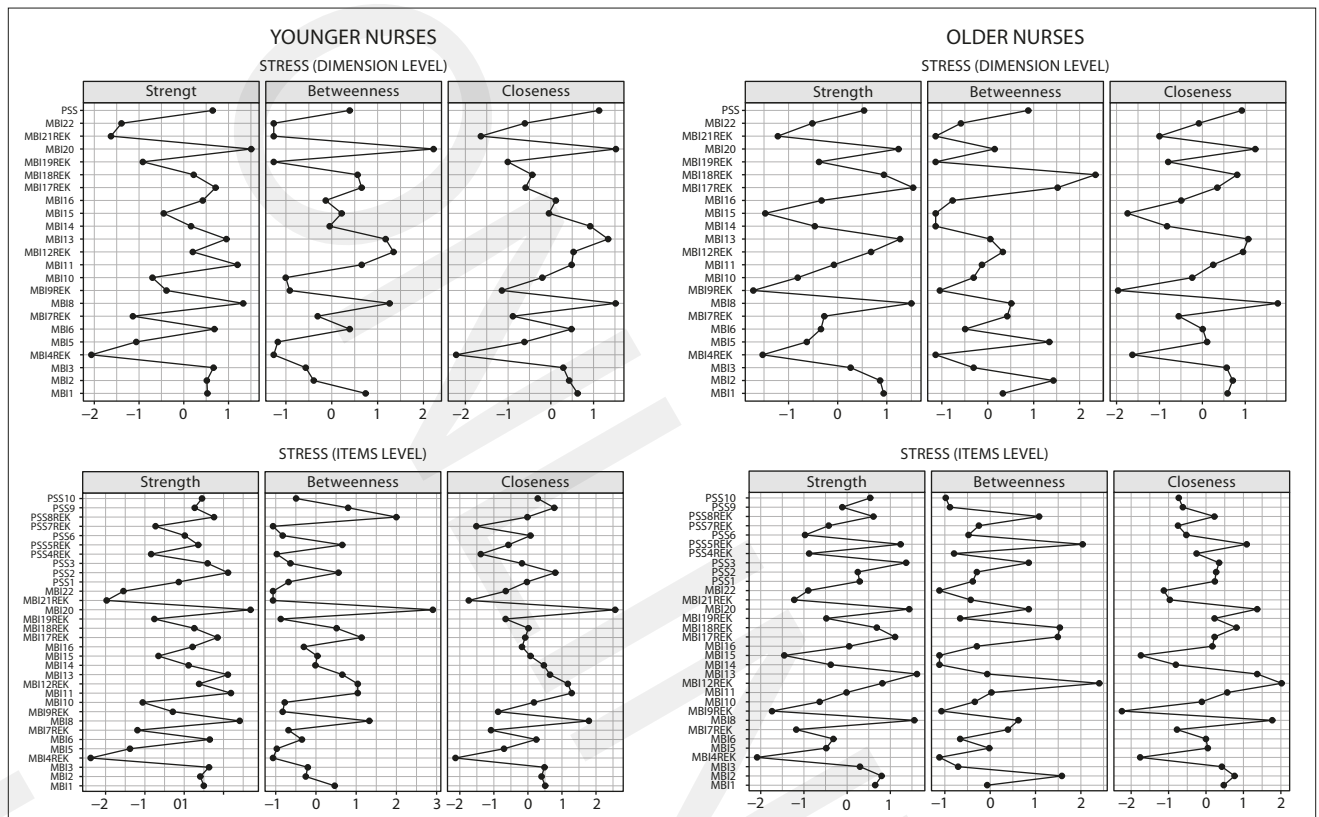 YOUNGER NURSES
STRESS (DIMENSION LEVEL)
Strengt Betweenness Closeness
PSS
MBI22
MBI21REK
MBI20
MBI19REK
MBI18REK
MBI17REK
MBI16
MBI15
MBI14
MBI13
MBI12REK
MBI11
MBI10
MBI9REK
MBI8
MBI7REK
MBI6
MBI5
MBI4REK
MBI3
MBI2
MBI1
−2 −1 0 1 −1 0 1 2 −2 −1 0 1
OLDER NURSES
STRESS (DIMENSION LEVEL)
Strength Betweenness Closeness
PSS
MBI22
MBI21REK
MBI20
MBI19REK
MBI18REK
MBI17REK
MBI16
MBI15
MBI14
MBI13
MBI12REK
MBI11
MBI10
MBI9REK
MBI8
MBI7REK
MBI6
MBI5
MBI4REK
MBI3
MBI2
MBI1
−1 0 1 −1 0 1 2 −2 −1 0 1
STRESS (ITEMS LEVEL)
Strength Betweenness Closeness
PSS10
PSS9
PSS8REK
PSS7REK
PSS6
PSS5REK
PSS4REK
PSS3
PSS2
PSS1
MBI22
MBI21REK
MBI20
MBI19REK
MBI18REK
MBI17REK
MBI16
MBI15
MBI14
MBI13
MBI12REK
MBI11
MBI10
MBI9REK
MBI8
MBI7REK
MBI6
MBI5
MBI4REK
MBI3
MBI2
MBI1
−2 −1 01 −1 0 1 2 3 −2 −1 0 1 2
STRESS (ITEMS LEVEL)
Strength Betweenness Closeness
PSS10
PSS9
PSS8REK
PSS7REK
PSS6
PSS5REK
PSS4REK
PSS3
PSS2
PSS1
MBI22
MBI21REK
MBI20
MBI19REK
MBI18REK
MBI17REK
MBI16
MBI15
MBI14
MBI13
MBI12REK
MBI11
MBI10
MBI9REK
MBI8
MBI7REK
MBI6
MBI5
MBI4REK
MBI3
MBI2
MBI1
−2 −1 0 1 −1 0 1 2 −2 −1 0 1 2